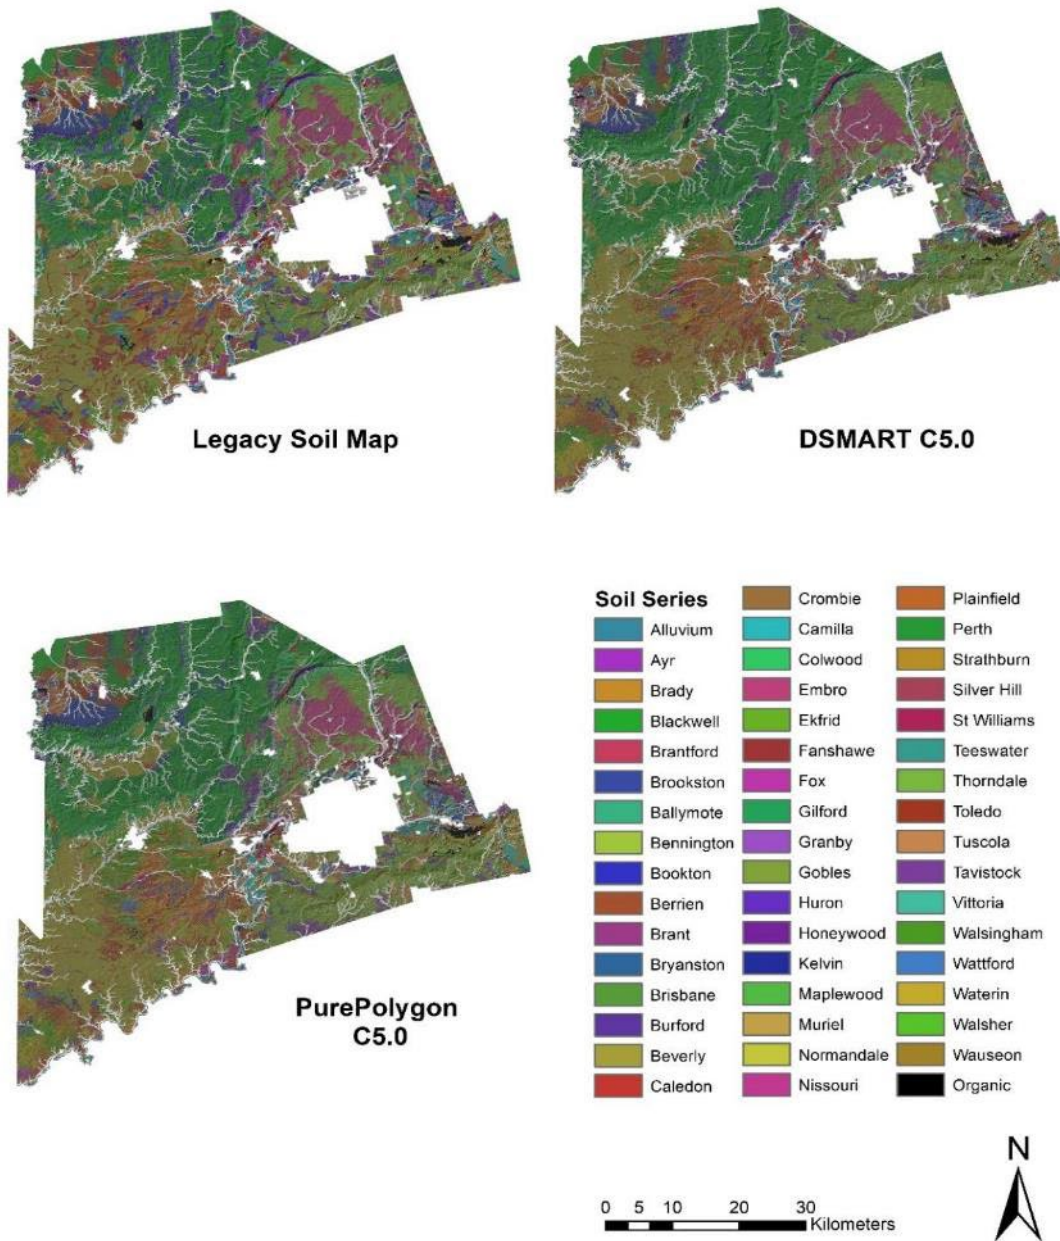 Legacy Soil Map
DSMART C5.0
PurePolygon
C5.0
Soil Series
Alluvium
Ayr
Brady
Blackwell
Brantford
Brookston
Ballymote
Bennington
Bookton
Berrien
Brant
Bryanston
Brisbane
Burford
Beverly
Caledon
Crombie
Camilla
Colwood
Embro
Ekfrid
Fanshawe
Fox
Gilford
Granby
Gobles
Huron
Honeywood
Kelvin
Maplewood
Muriel
Normandale
Nissouri
Plainfield
Perth
Strathburn
Silver Hill
St Williams
Teeswater
Thorndale
Toledo
Tuscola
Tavistock
Vittoria
Walsingham
Wattford
Waterin
Walsher
Wauseon
Organic
N
0 5 10 20 30
Kilometers